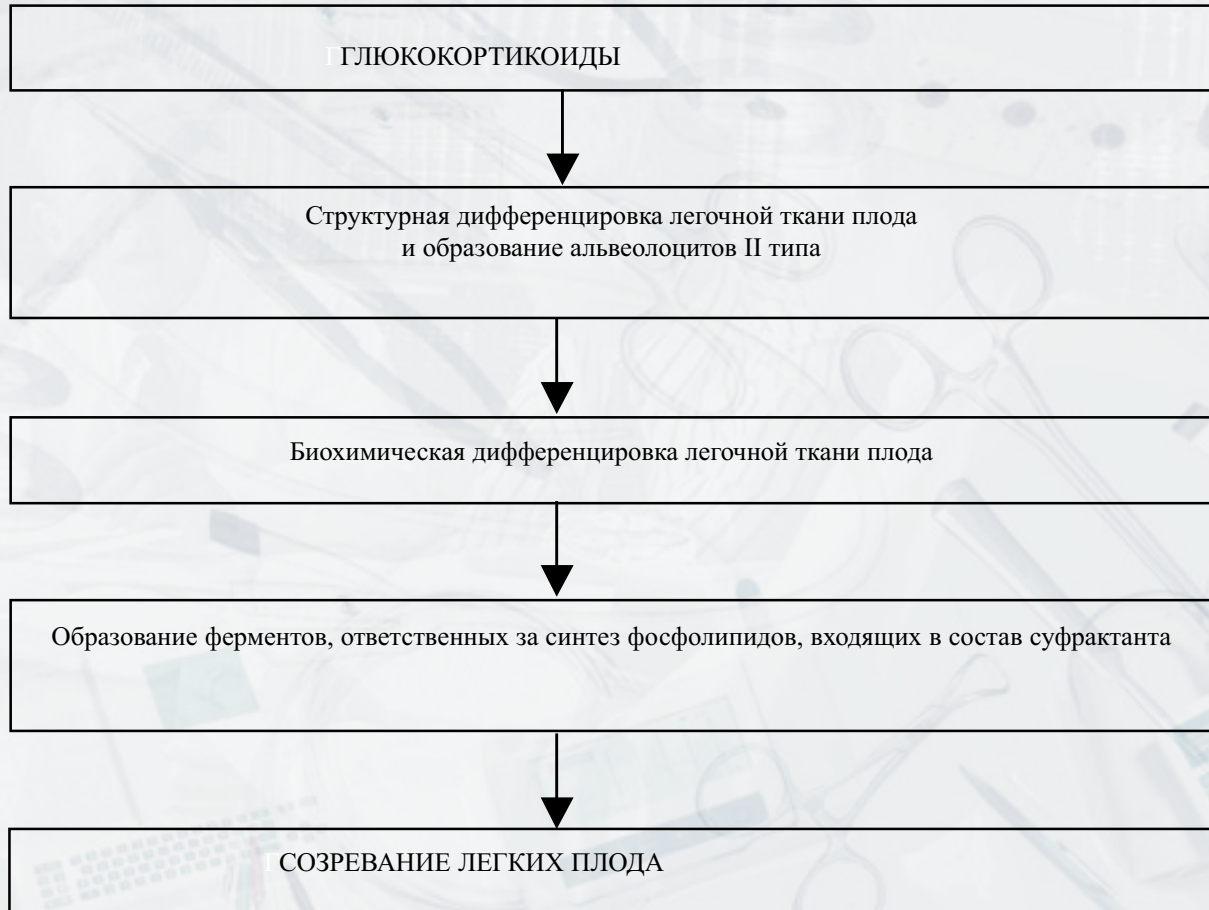 ГЛЮКОКОРТИКОИДЫ
Структурная дифференцировка легочной ткани плода
и образование альвеолоцитов II типа
Биохимическая дифференцировка легочной ткани плода
Образование ферментов, ответственных за синтез фосфолипидов, входящих в состав суфрактанта
СОЗРЕВАНИЕ ЛЕГКИХ ПЛОДА